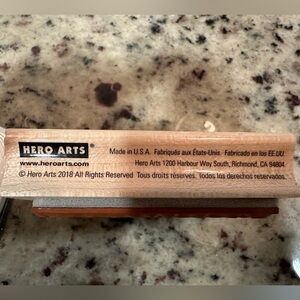 HERO ARTS
Made in U.S.A. Fabriqués aux États-Unis. Fabricado en los EE.UU.
www.heroarts.com
Hero Arts 1200 Harbour Way South, Richmond, CA 94804
© Hero Arts 2018 All Rights Reserved Tous droits réservés. todos los derechos reservados.